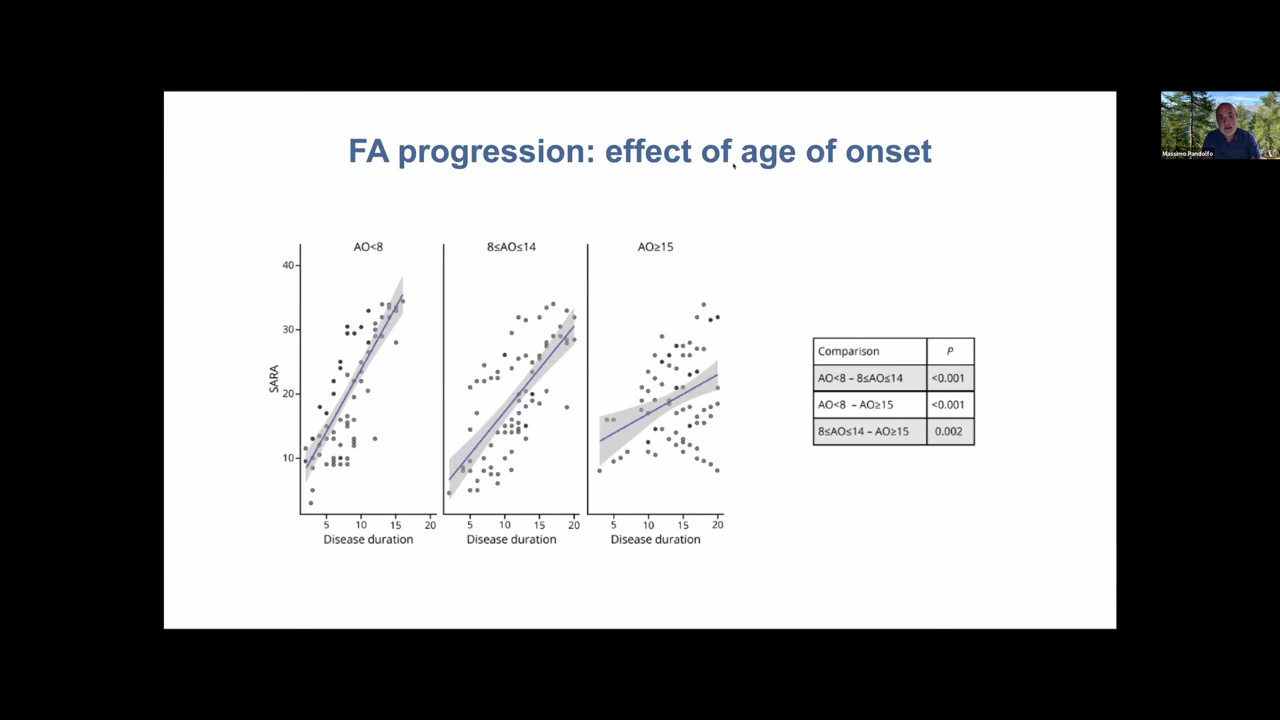 FA progression: effect of age of onset
Massimo Pandolfo
AO<8
8≤AO≤14
AO≥15
SARA
40
30
20
10
5 10 15 20
5 10 15 20
5 10 15 20
Disease duration
Disease duration
Disease duration
Comparison P
AO<8 – 8≤AO≤14 <0.001
AO<8 – AO≥15 <0.001
8≤AO≤14 – AO≥15 0.002